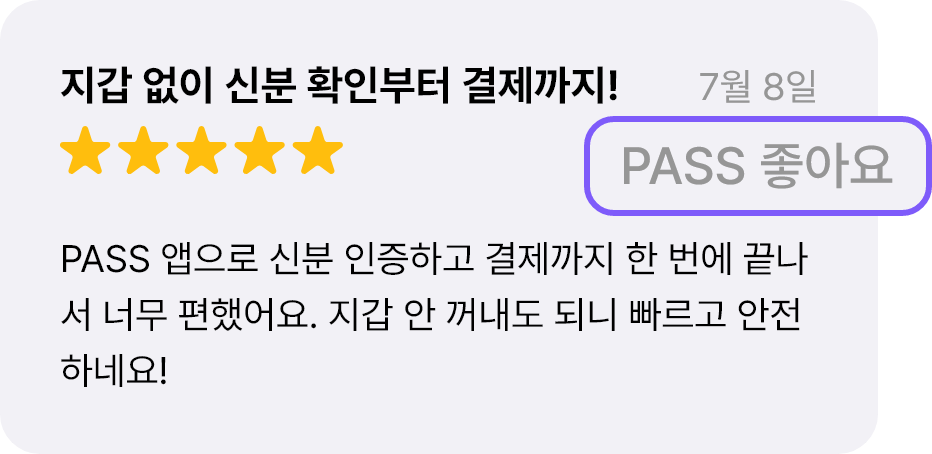 지갑 없이 신분 확인부터 결제까지!
7월 8일
PASS 좋아요
PASS 앱으로 신분 인증하고 결제까지 한 번에 끝나
서 너무 편했어요. 지갑 안 꺼내도 되니 빠르고 안전
하네요!